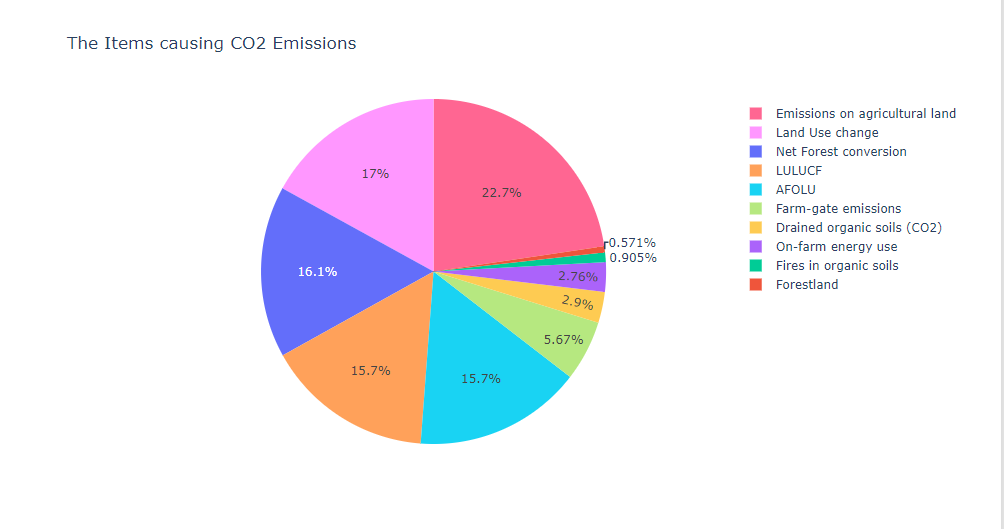 The Items causing CO2 Emissions
17%
22.7%
16.1%
15.7%
15.7%
5.67%
2.9%
2.76%
0.905%
0.571%
Emissions on agricultural land
Land Use change
Net Forest conversion
LULUCF
AFOLU
Farm-gate emissions
Drained organic soils (CO2)
On-farm energy use
Fires in organic soils
Forestland